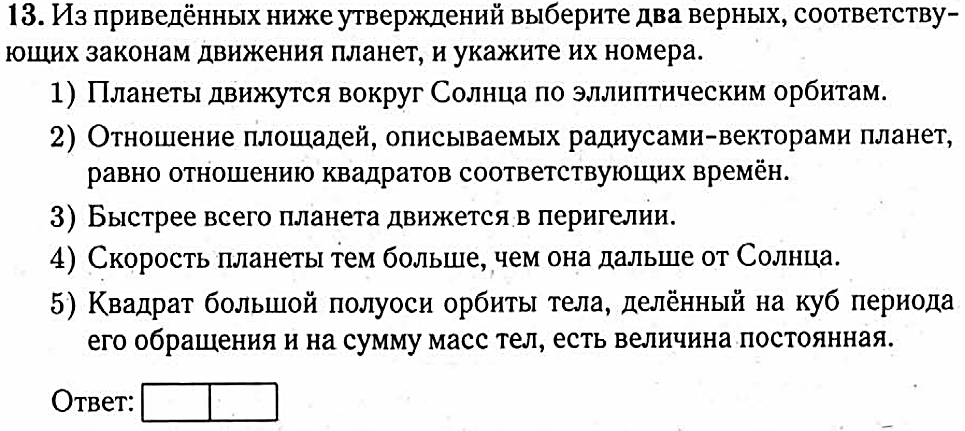 13. Из приведённых ниже утверждений выберите два верных, соответству-
ющих законам движения планет, и укажите их номера.
1) Планеты движутся вокруг Солнца по эллиптическим орбитам.
2) Отношение площадей, описываемых радиусами-векторами планет,
равно отношению квадратов соответствующих времён.
3) Быстрее всего планета движется в перигелии.
4) Скорость планеты тем больше, чем она дальше от Солнца.
5) Квадрат большой полуоси орбиты тела, делённый на куб периода
его обращения и на сумму масс тел, есть величина постоянная.
Ответ: